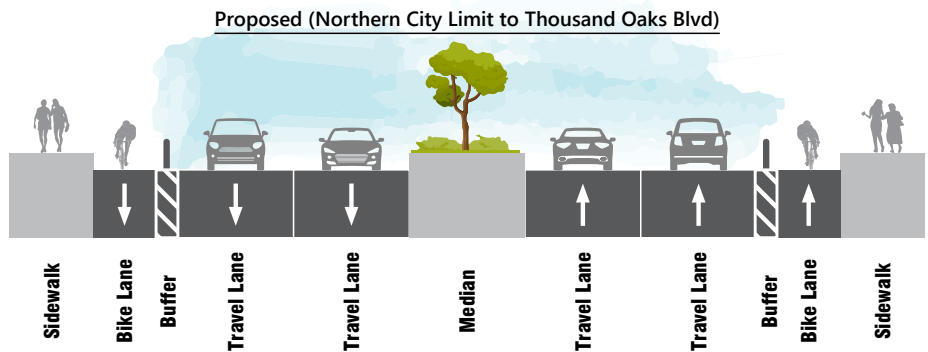 Proposed (Northern City Limit to Thousand Oaks Blvd)
Sidewalk
Bike Lane
Buffer
Travel Lane
Travel Lane
Median
Travel Lane
Travel Lane
Buffer
Bike Lane
Sidewalk